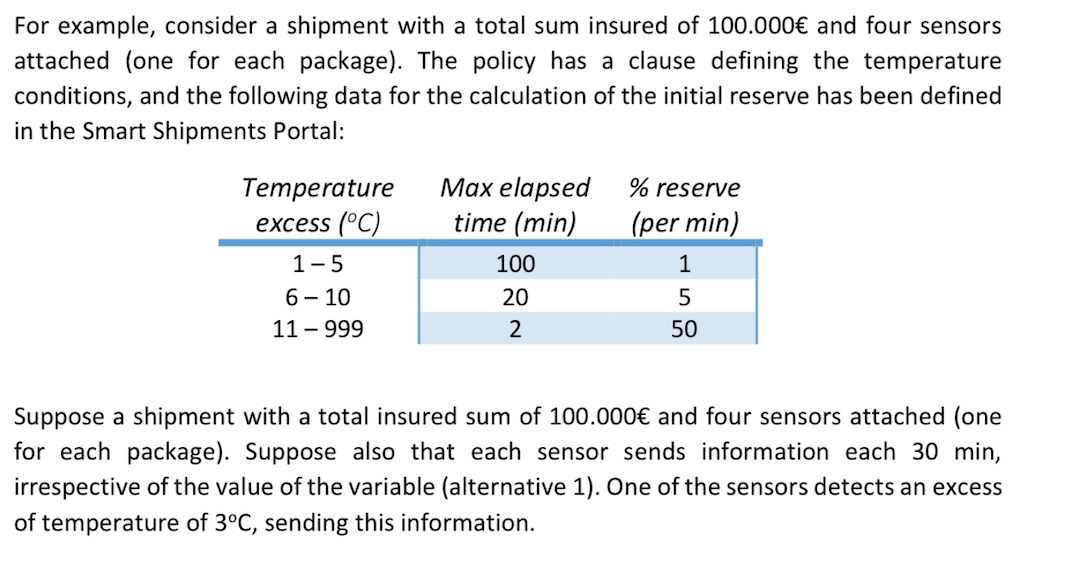 For example, consider a shipment with a total sum insured of 100.000€ and four sensors
attached (one for each package). The policy has a clause defining the temperature
conditions, and the following data for the calculation of the initial reserve has been defined
in the Smart Shipments Portal:
Temperature Max elapsed % reserve
excess (ºC) time (min) (per min)
1 – 5 100 1
6 – 10 20 5
11 – 999 2 50
Suppose a shipment with a total insured sum of 100.000€ and four sensors attached (one
for each package). Suppose also that each sensor sends information each 30 min,
irrespective of the value of the variable (alternative 1). One of the sensors detects an excess
of temperature of 3ºC, sending this information.